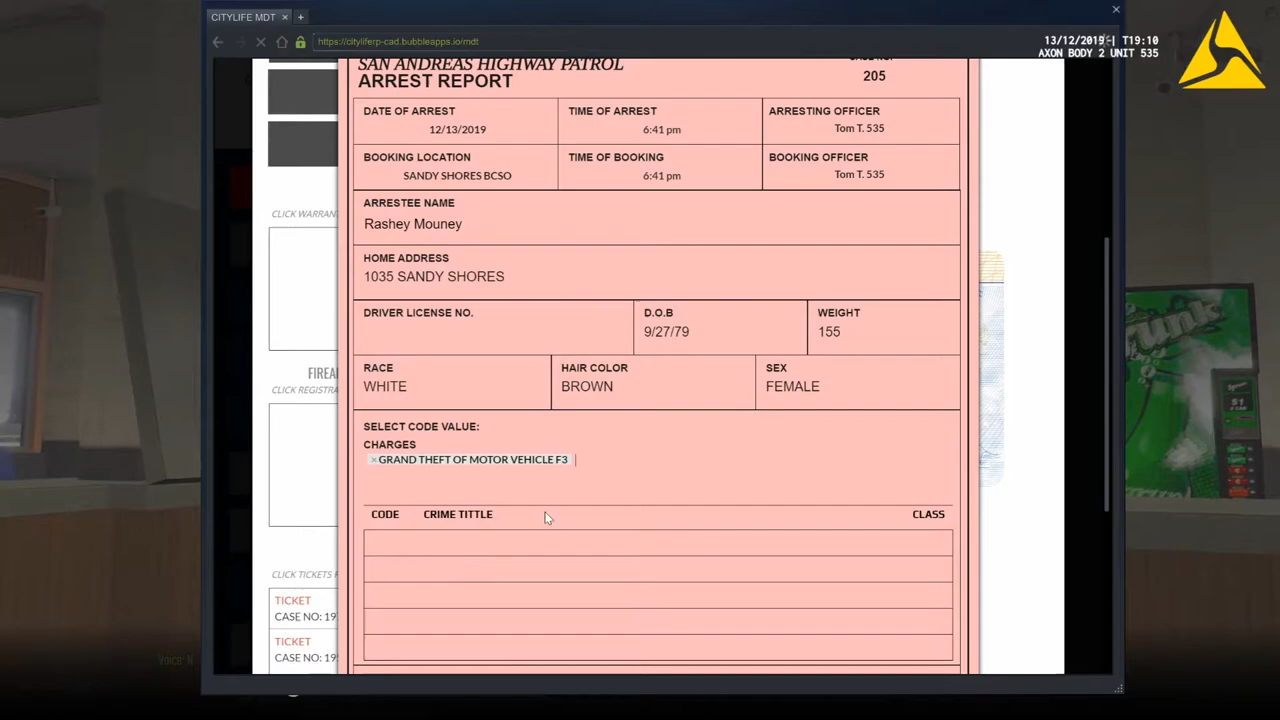 CITYLIFE MDT
https://cityliferp-cad.bubbleapps.io/mdt
13/12/2019 T19:10
AXON BODY 2 UNIT 535
SAN ANDREAS HIGHWAY PATROL
ARREST REPORT
205
DATE OF ARREST
12/13/2019
TIME OF ARREST
6:41 pm
ARRESTING OFFICER
Tom T. 535
BOOKING LOCATION
SANDY SHORES BCSO
TIME OF BOOKING
6:41 pm
BOOKING OFFICER
Tom T. 535
ARRESTEE NAME
Rashey Mouney
HOME ADDRESS
1035 SANDY SHORES
DRIVER LICENSE NO.
D.O.B
9/27/79
WEIGHT
155
RACE
WHITE
HAIR COLOR
BROWN
SEX
FEMALE
SELECT CODE VALUE:
CHARGES
- GRAND THEFT OF MOTOR VEHICLE F3
CODE CRIME TITTLE CLASS
CLICK WARRAN
FIREA
CLICK REGISTRA
CLICK TICKETS F
TICKET
CASE NO: 19
TICKET
CASE NO: 19
Voice: N